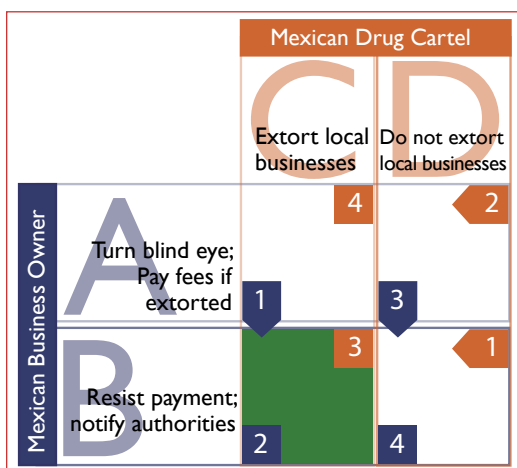 Mexican Drug Cartel
C D
Extort local Do not extort
businesses local businesses
Mexican Business Owner
A
Turn blind eye;
Pay fees if
extorted
4 2
1 3
B
Resist payment;
notify authorities
3 1
2 4